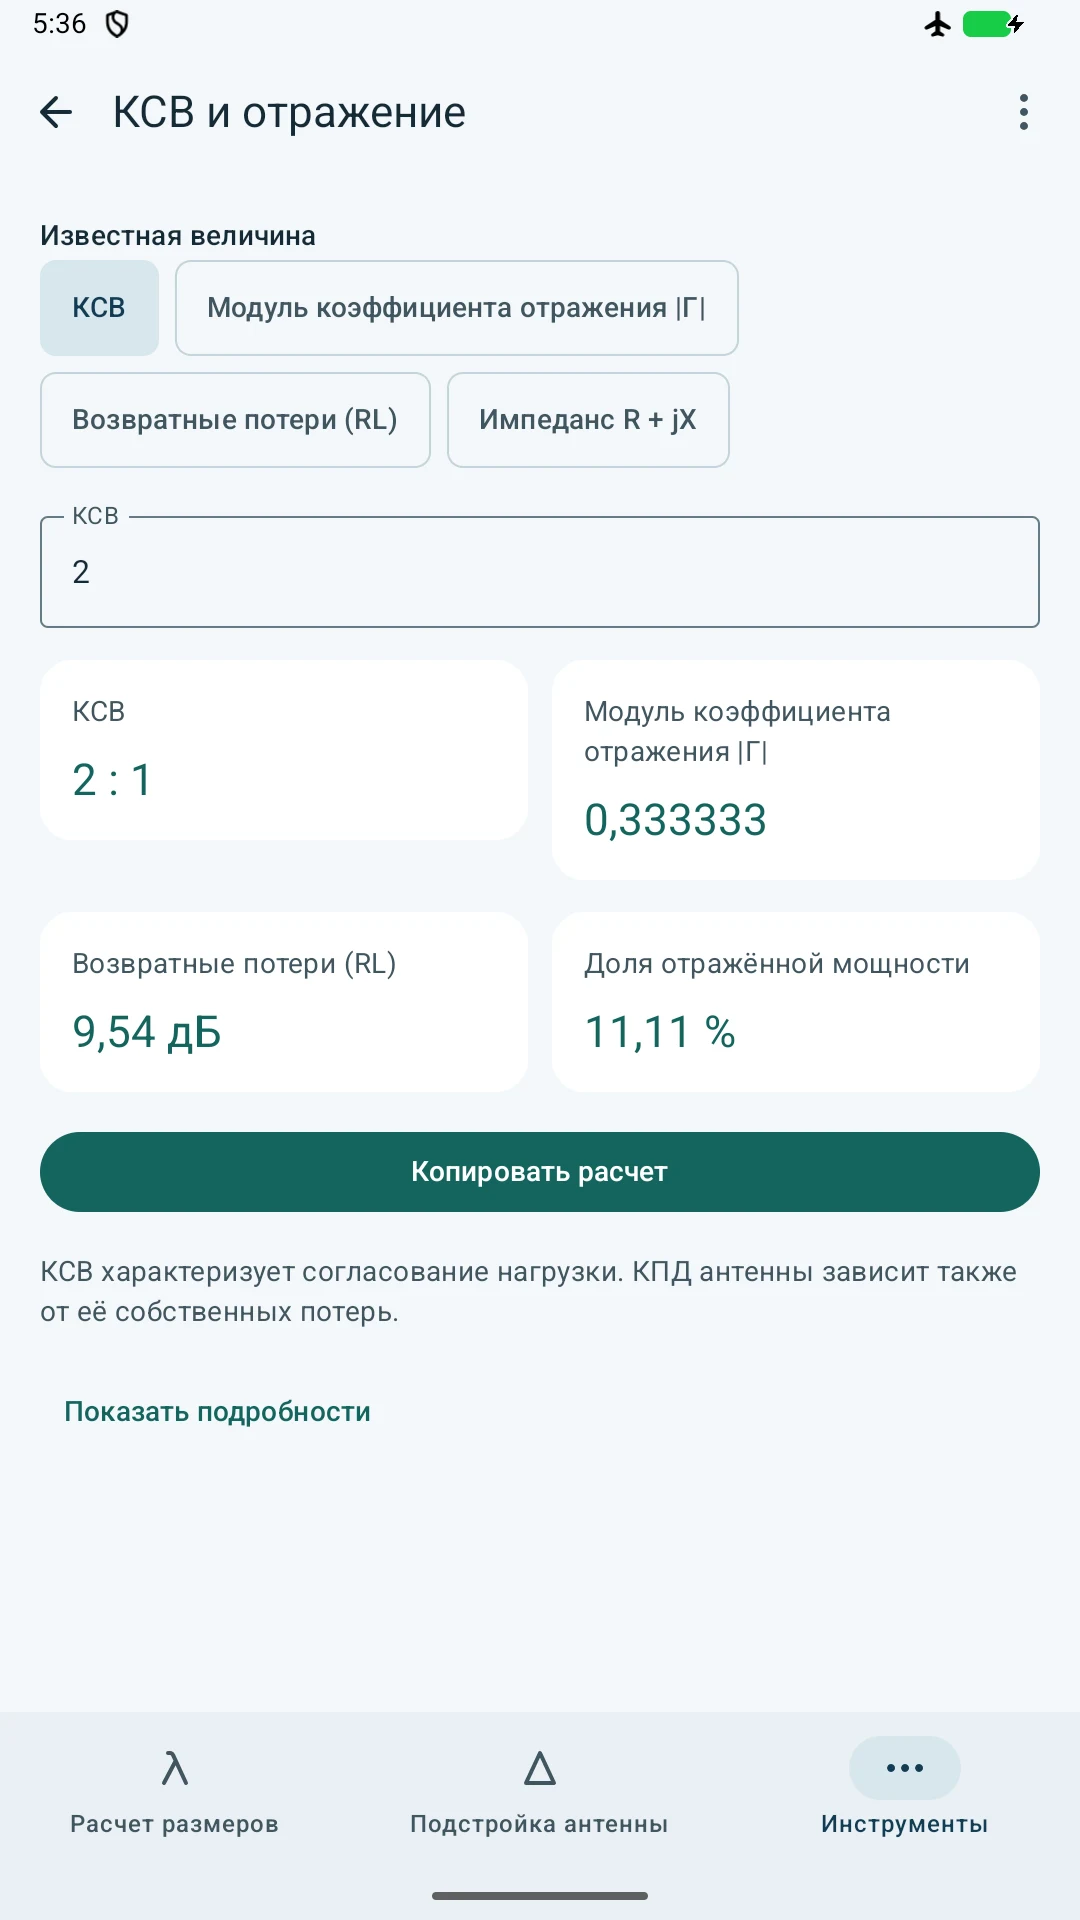 5:36
КСВ и отражение
Известная величина
КСВ
Модуль коэффициента отражения |Г|
Возвратные потери (RL)
Импеданс R + jX
КСВ
2
КСВ
2 : 1
Модуль коэффициента
отражения |Г|
0,333333
Возвратные потери (RL)
9,54 дБ
Доля отражённой мощности
11,11 %
Копировать расчет
КСВ характеризует согласование нагрузки. КПД антенны зависит также
от её собственных потерь.
Показать подробности
Расчет размеров
Подстройка антенны
Инструменты